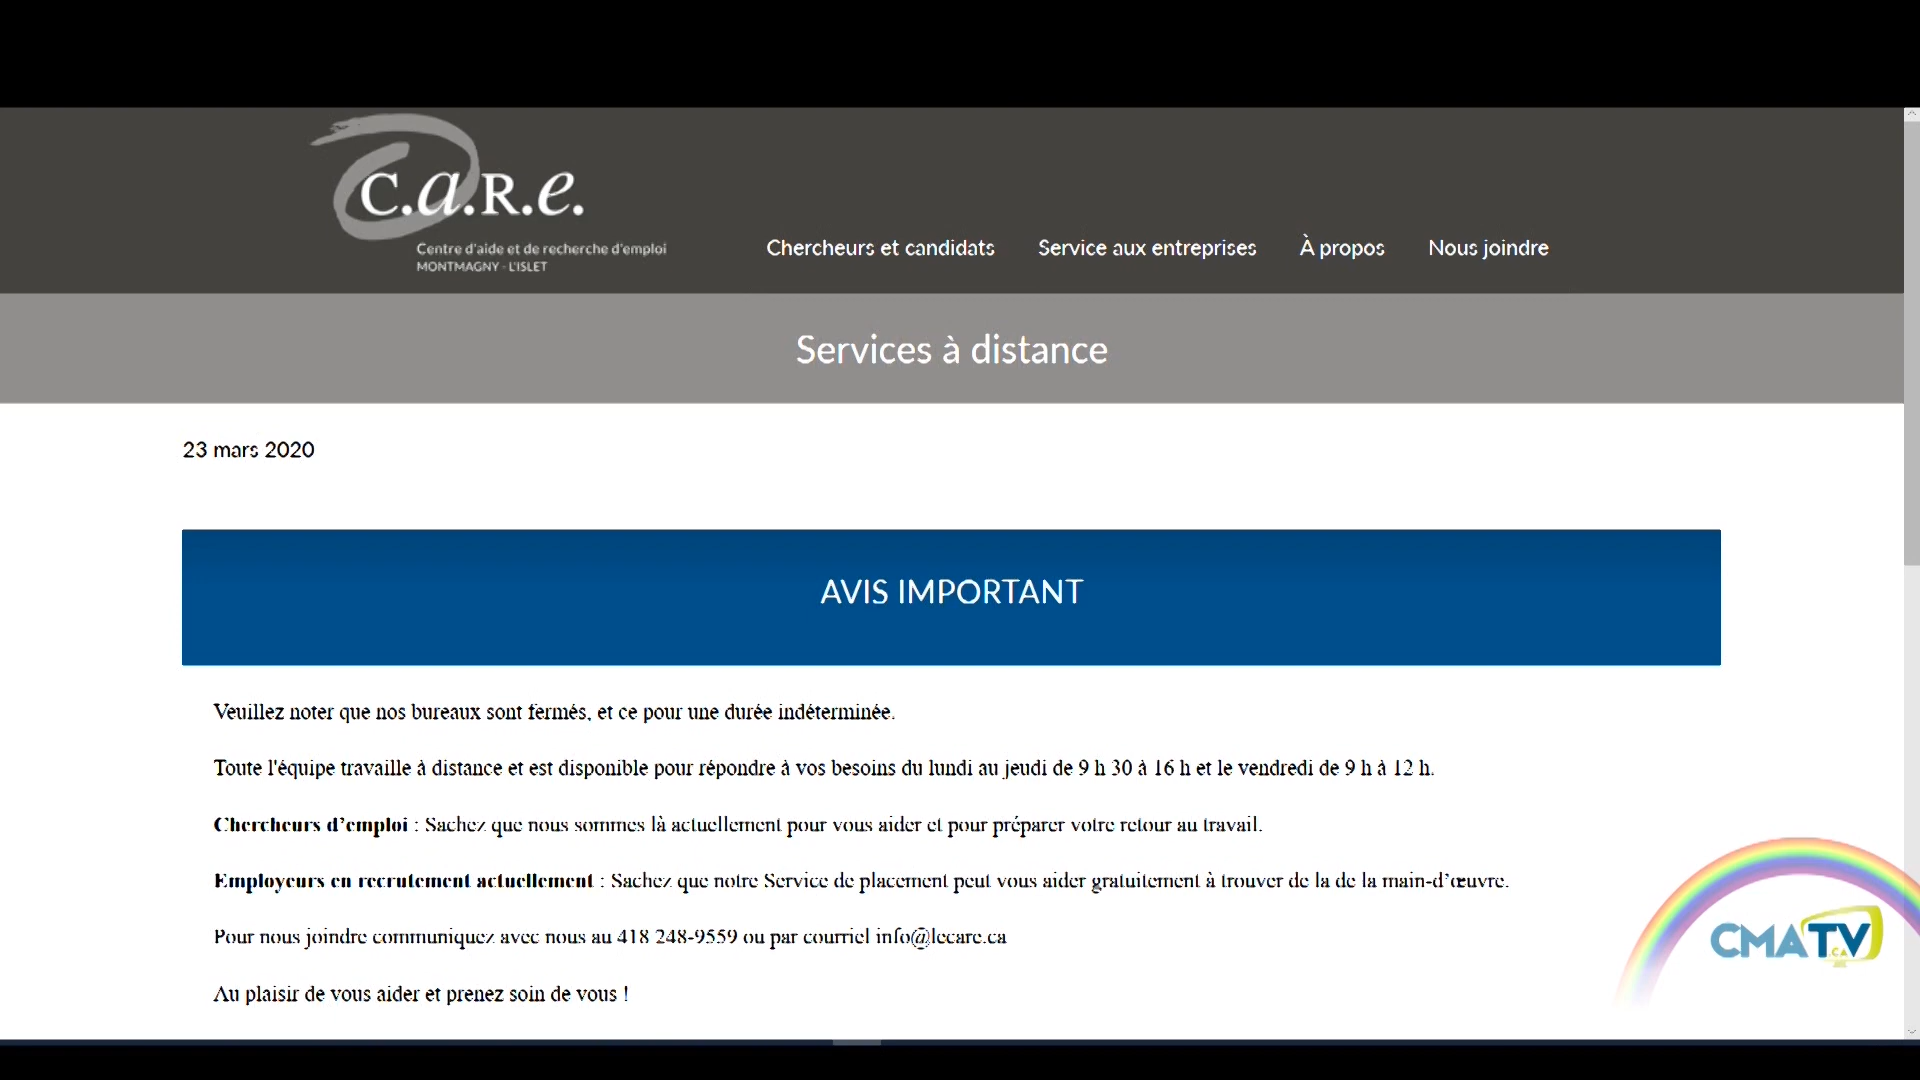 C.a.R.e.
Centre d'aide et de recherche d'emploi
MONTMAGNY - L'ISLET
Chercheurs et candidats
Service aux entreprises
À propos
Nous joindre
Services à distance
23 mars 2020
AVIS IMPORTANT
Veuillez noter que nos bureaux sont fermés, et ce pour une durée indéterminée.
Toute l'équipe travaille à distance et est disponible pour répondre à vos besoins du lundi au jeudi de 9 h 30 à 16 h et le vendredi de 9 h à 12 h.
Chercheurs d’emploi : Sachez que nous sommes là actuellement pour vous aider et pour préparer votre retour au travail.
Employeurs en recrutement actuellement : Sachez que notre Service de placement peut vous aider gratuitement à trouver de la de la main-d’œuvre.
Pour nous joindre communiquez avec nous au 418 248-9559 ou par courriel info@lecare.ca
Au plaisir de vous aider et prenez soin de vous !
CMATV
.CA